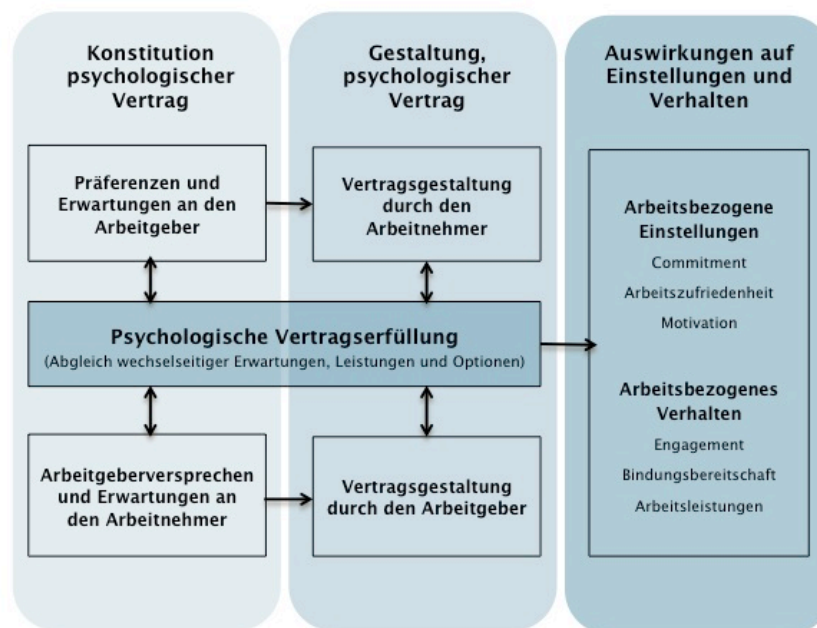 Konstitution
psychologischer
Vertrag
Gestaltung,
psychologischer
Vertrag
Auswirkungen auf
Einstellungen und
Verhalten
Präferenzen und
Erwartungen an den
Arbeitgeber
Vertragsgestaltung
durch den
Arbeitnehmer
Psychologische Vertragserfüllung
(Abgleich wechselseitiger Erwartungen, Leistungen und Optionen)
Arbeitgeberversprechen
und Erwartungen an
den Arbeitnehmer
Vertragsgestaltung
durch den Arbeitgeber
Arbeitsbezogene
Einstellungen
Commitment
Arbeitszufriedenheit
Motivation
Arbeitsbezogenes
Verhalten
Engagement
Bindungsbereitschaft
Arbeitsleistungen